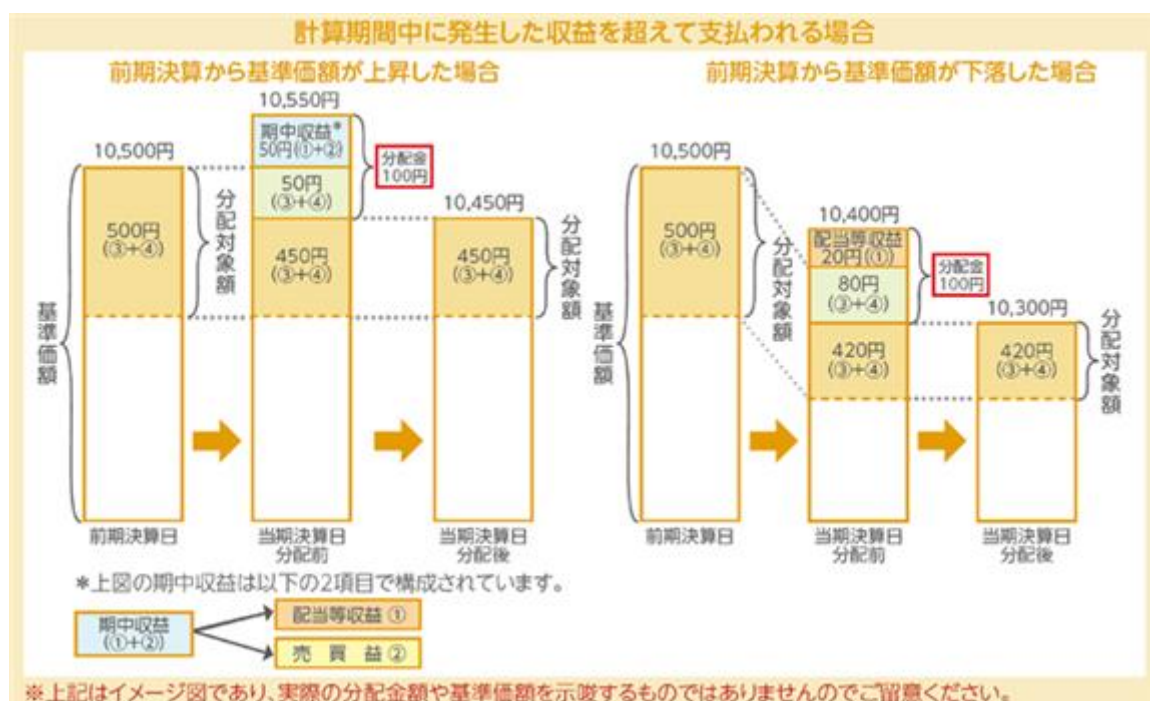 計算期間中に発生した収益を超えて支払われる場合
前期決算から基準価額が上昇した場合
10,500円
500円
(③+④)
基準価額
分配対象額
10,550円
期中収益*
50円(①+②)
50円
(③+④)
450円
(③+④)
分配金
100円
10,450円
450円
(③+④)
分配対象額
前期決算日
当期決算日
分配前
当期決算日
分配後
前期決算から基準価額が下落した場合
10,500円
500円
(③+④)
基準価額
分配対象額
10,400円
配当等収益
20円(①)
80円
(③+④)
420円
(③+④)
分配金
100円
10,300円
420円
(③+④)
分配対象額
前期決算日
当期決算日
分配前
当期決算日
分配後
*上図の期中収益は以下の2項目で構成されています。
期中収益
(①+②)
配当等収益 ①
売 買 益 ②
※上記はイメージ図であり、実際の分配金額や基準価額を示唆するものではありませんのでご留意ください。